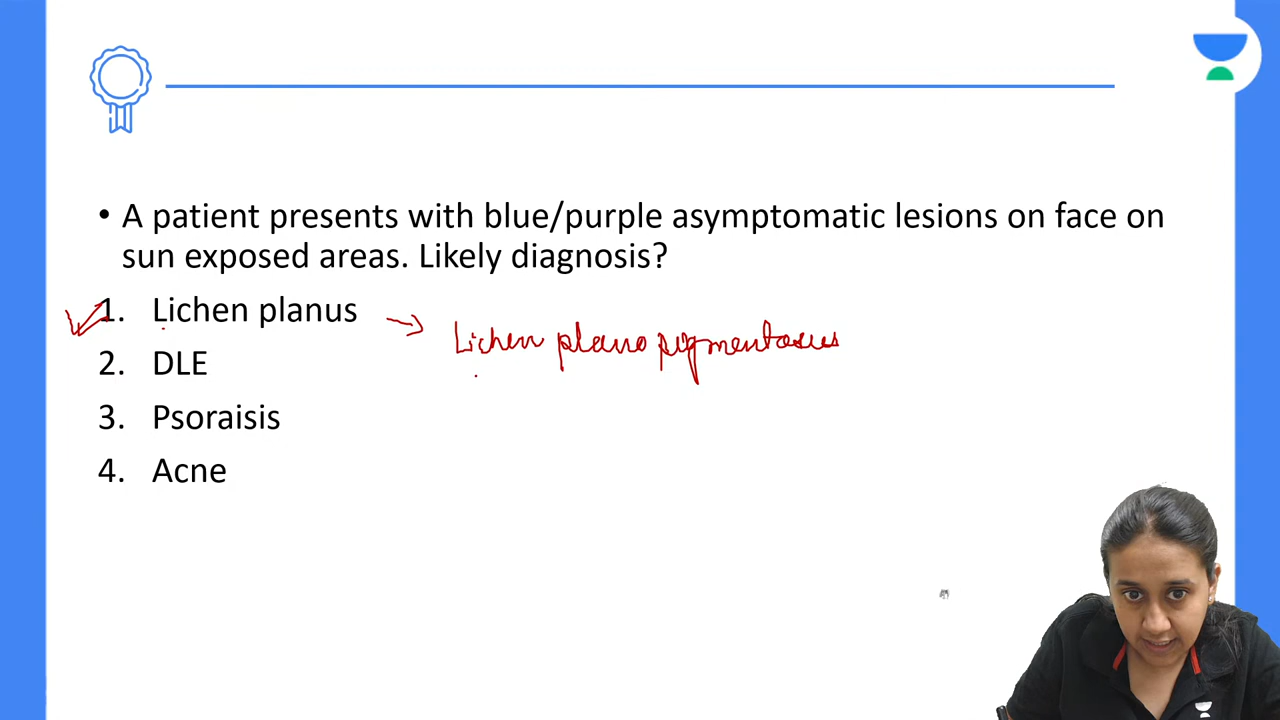 • A patient presents with blue/purple asymptomatic lesions on face on
sun exposed areas. Likely diagnosis?
1. Lichen planus
Lichen plano pigmentosus
2. DLE
3. Psoraisis
4. Acne